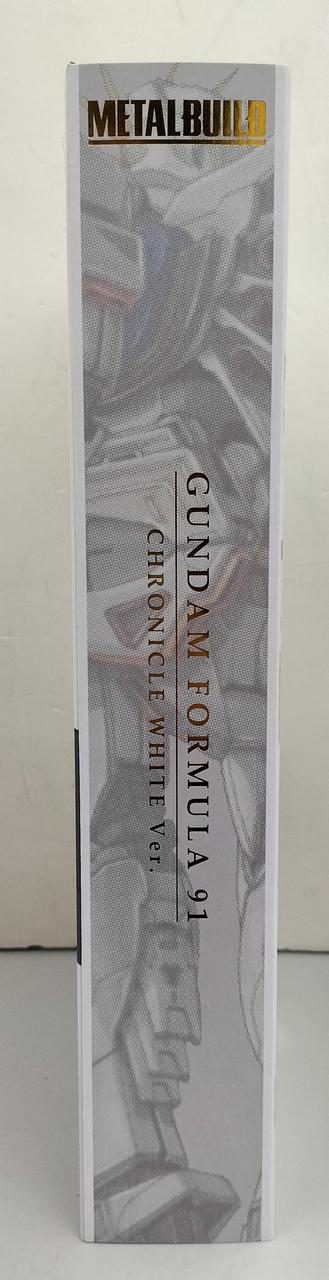 METALBUILD
GUNDAM FORMULA 91
CHRONICLE WHITE Ver.